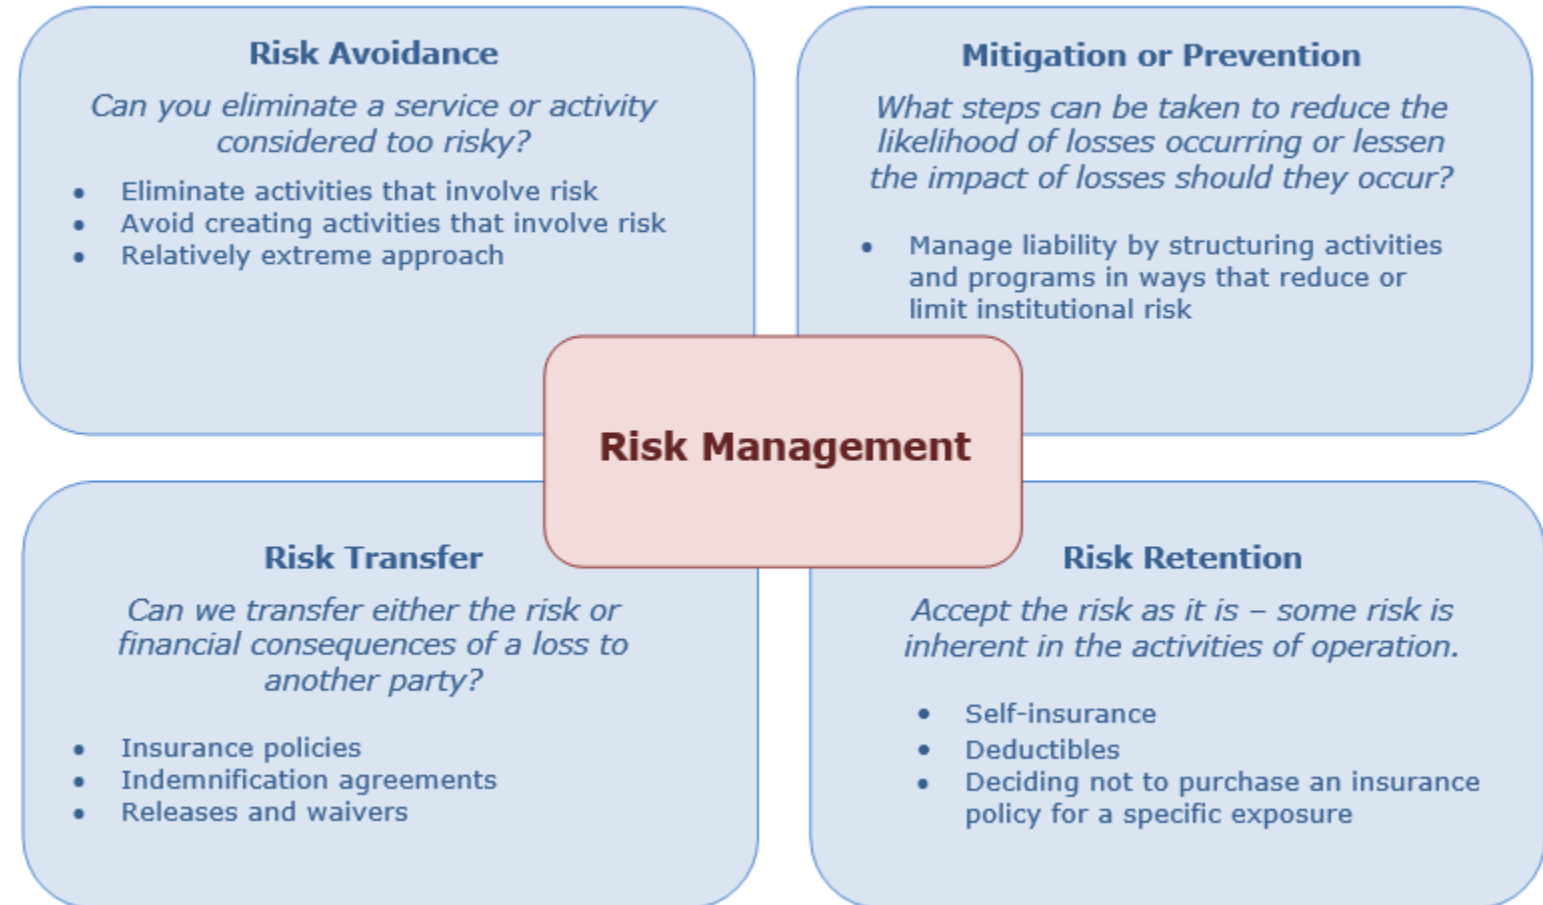 Risk Avoidance
Can you eliminate a service or activity
considered too risky?
• Eliminate activities that involve risk
• Avoid creating activities that involve risk
• Relatively extreme approach
Mitigation or Prevention
What steps can be taken to reduce the
likelihood of losses occurring or lessen
the impact of losses should they occur?
• Manage liability by structuring activities
and programs in ways that reduce or
limit institutional risk
Risk Management
Risk Transfer
Can we transfer either the risk or
financial consequences of a loss to
another party?
• Insurance policies
• Indemnification agreements
• Releases and waivers
Risk Retention
Accept the risk as it is – some risk is
inherent in the activities of operation.
• Self-insurance
• Deductibles
• Deciding not to purchase an insurance
policy for a specific exposure